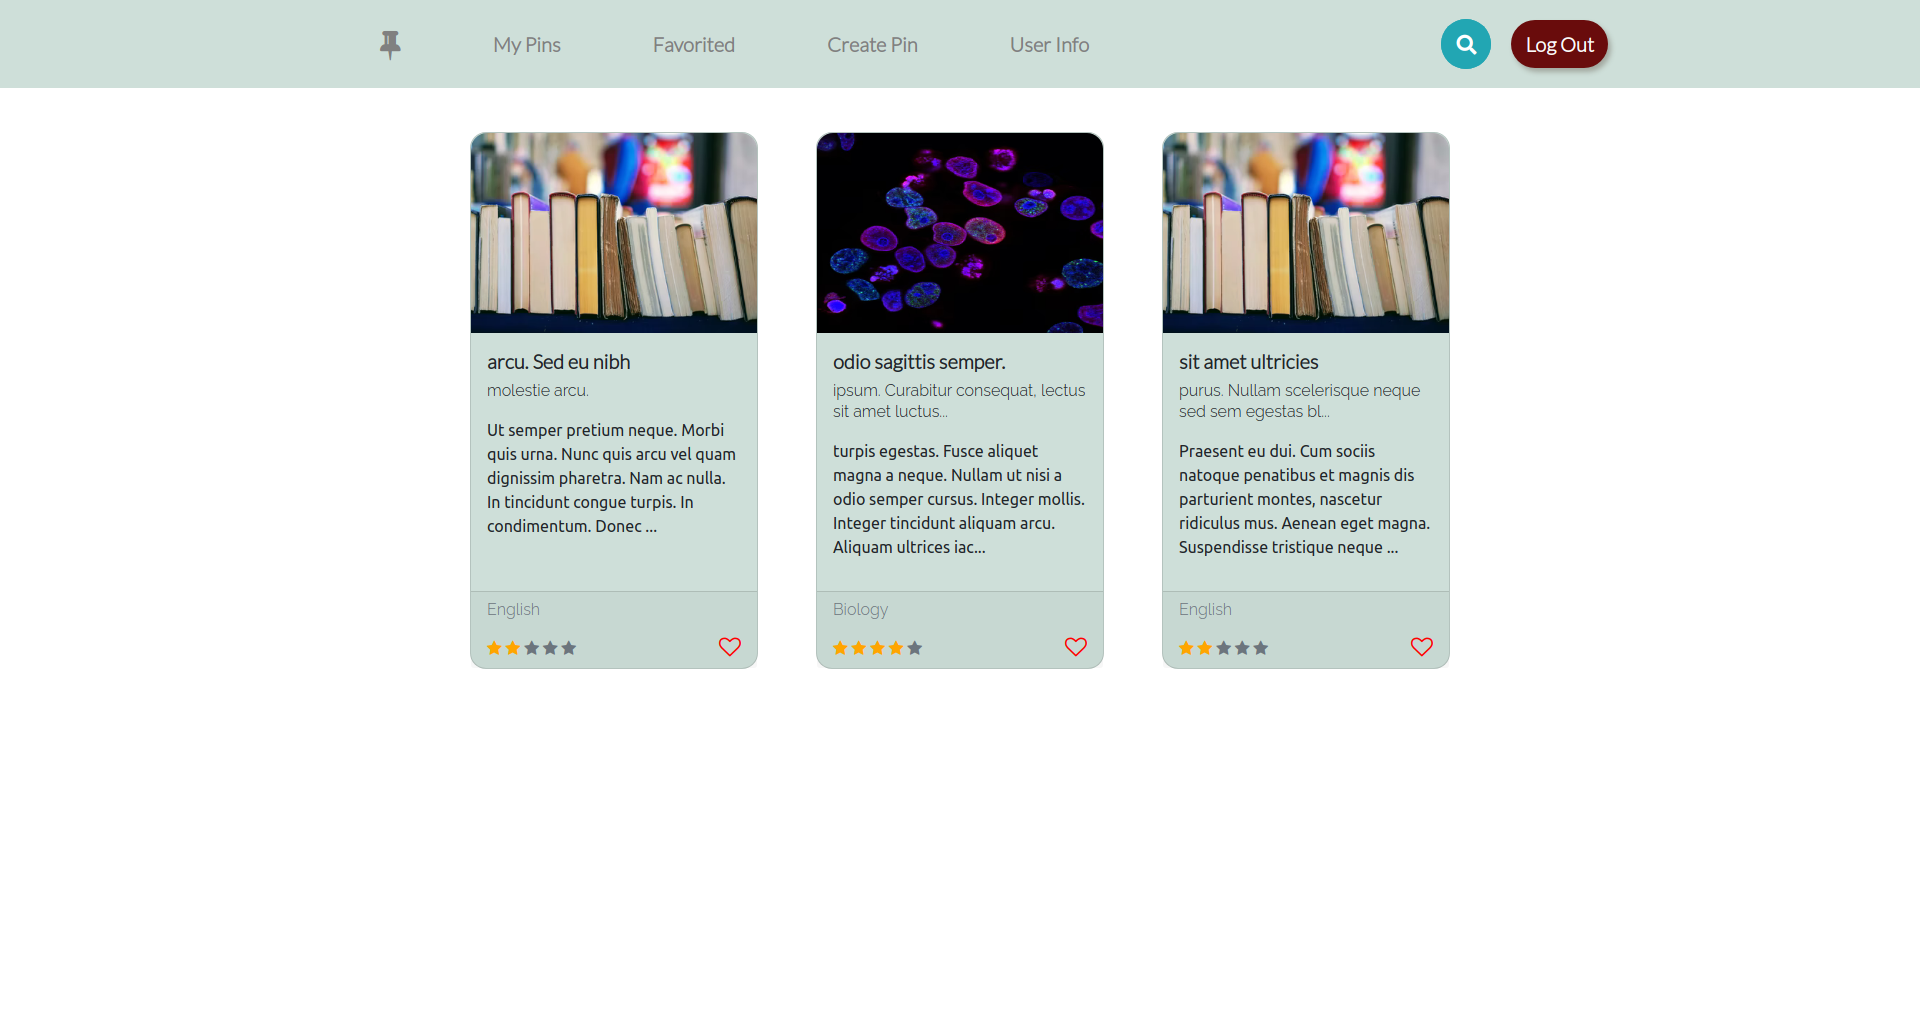 My Pins Favorited Create Pin User Info Log Out
arcu. Sed eu nibh
molestie arcu.
Ut semper pretium neque. Morbi
quis urna. Nunc quis arcu vel quam
dignissim pharetra. Nam ac nulla.
In tincidunt congue turpis. In
condimentum. Donec ...
English
odio sagittis semper.
ipsum. Curabitur consequat, lectus
sit amet luctus...
turpis egestas. Fusce aliquet
magna a neque. Nullam ut nisi a
odio semper cursus. Integer mollis.
Integer tincidunt aliquam arcu.
Aliquam ultrices iac...
Biology
sit amet ultricies
purus. Nullam scelerisque neque
sed sem egestas bl...
Praesent eu dui. Cum sociis
natoque penatibus et magnis dis
parturient montes, nascetur
ridiculus mus. Aenean eget magna.
Suspendisse tristique neque ...
English